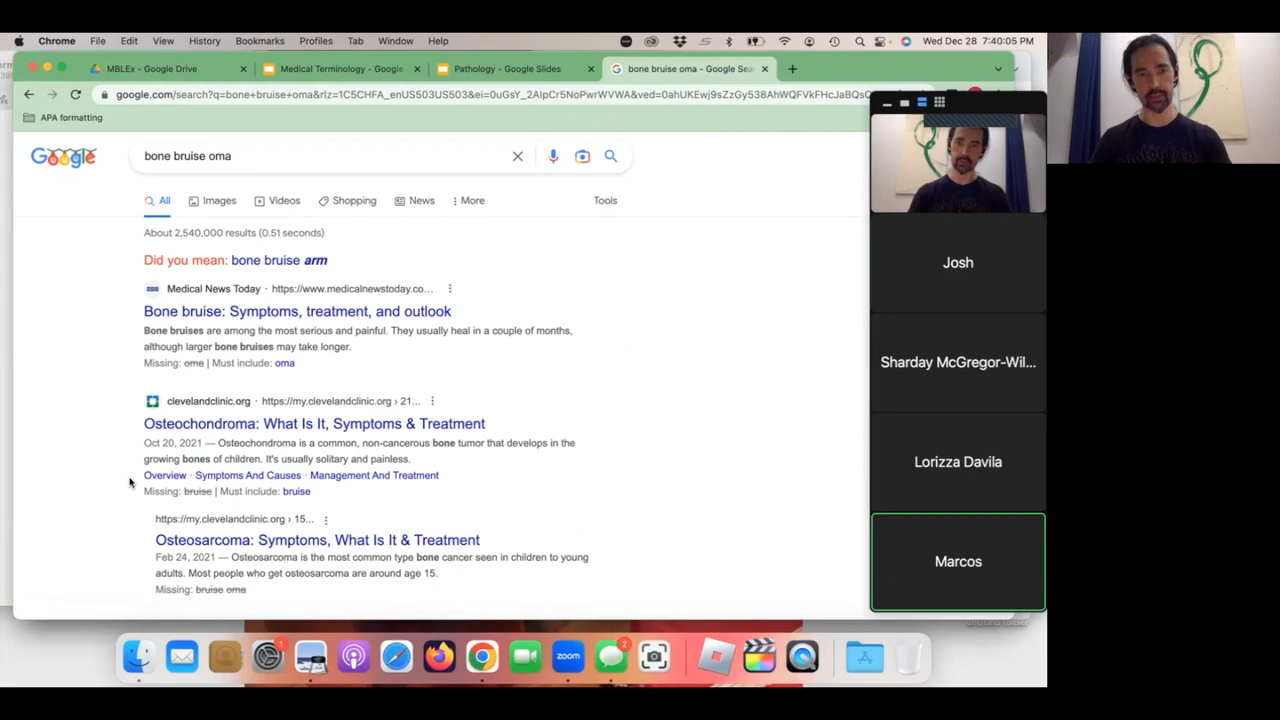 Chrome File Edit View History Bookmarks Profiles Tab Window Help Wed Dec 28 7:40:05 PM
MBLEx - Google Drive
Medical Terminology - Google
Pathology - Google Slides
bone bruise oma - Google Sea
APA formatting
Google
bone bruise oma
All Images Videos Shopping News More Tools
About 2,540,000 results (0.51 seconds)
Did you mean: bone bruise arm
Medical News Today · https://www.medicalnewstoday.co...
Bone bruise: Symptoms, treatment, and outlook
Bone bruises are among the most serious and painful. They usually heal in a couple of months,
although larger bone bruises may take longer.
Missing: oma | Must include: oma
clevelandclinic.org · https://my.clevelandclinic.org › 21...
Osteochondroma: What Is It, Symptoms & Treatment
Oct 20, 2021 — Osteochondroma is a common, non-cancerous bone tumor that develops in the
growing bones of children. It's usually solitary and painless.
Overview · Symptoms And Causes · Management And Treatment
Missing: bruise | Must include: bruise
https://my.clevelandclinic.org › 15...
Osteosarcoma: Symptoms, What Is It & Treatment
Feb 24, 2021 — Osteosarcoma is the most common type bone cancer seen in children to young
adults. Most people who get osteosarcoma are around age 15.
Missing: bruise oma
Josh
Sharday McGregor-Wil...
Lorizza Davila
Marcos
1
zoom
2